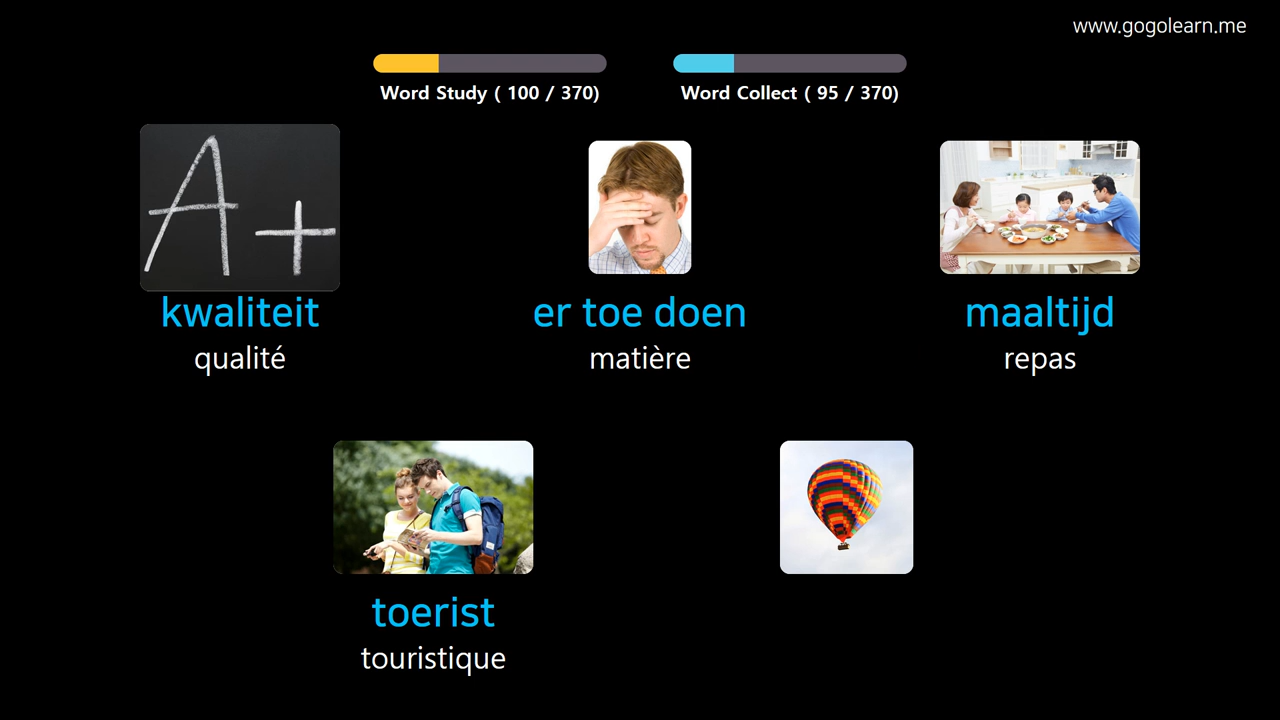 www.gogolearn.me
Word Study ( 100 / 370)
Word Collect ( 95 / 370)
A+
kwaliteit
er toe doen
maaltijd
qualité
matière
repas
toerist
touristique